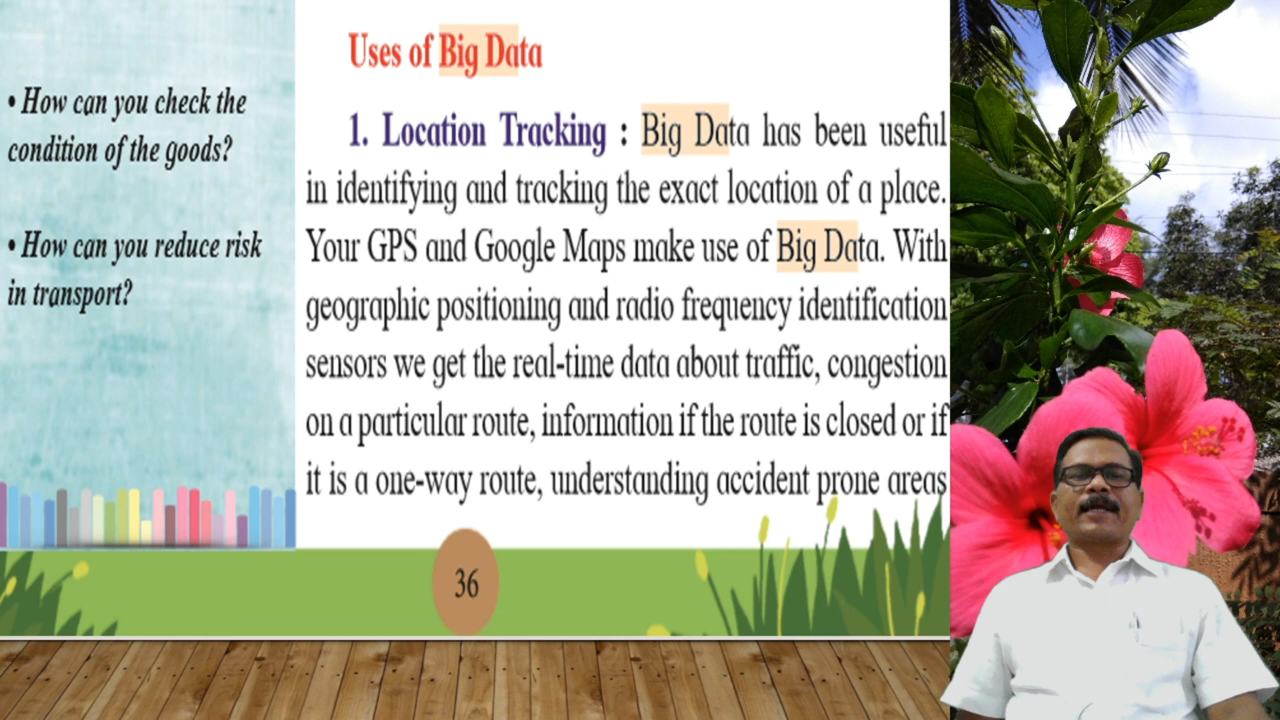 • How can you check the
condition of the goods?
• How can you reduce risk
in transport?
Uses of Big Data
1. Location Tracking : Big Data has been useful
in identifying and tracking the exact location of a place.
Your GPS and Google Maps make use of Big Data. With
geographic positioning and radio frequency identification
sensors we get the real-time data about traffic, congestion
on a particular route, information if the route is closed or if
it is a one-way route, understanding accident prone areas
36